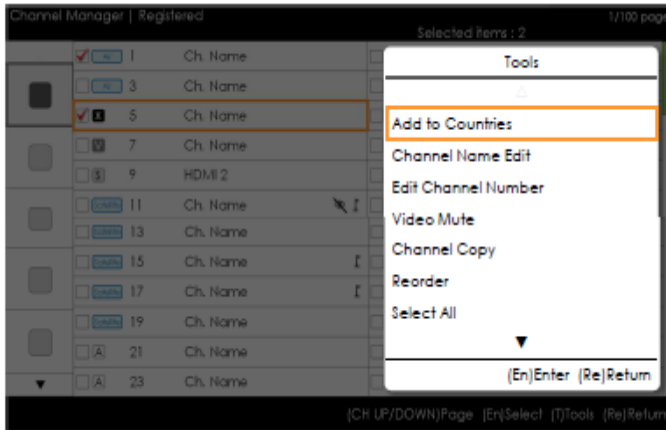 Channel Manager | Registered
1/100 page
Selected items : 2
Air 1 Ch. Name
Air 3 Ch. Name
X 5 Ch. Name
V 7 Ch. Name
S 9 HDMI 2
11 Ch. Name
13 Ch. Name
15 Ch. Name
17 Ch. Name
19 Ch. Name
A 21 Ch. Name
A 23 Ch. Name
Tools
Add to Countries
Channel Name Edit
Edit Channel Number
Video Mute
Channel Copy
Reorder
Select All
(En)Enter (Re)Return
(CH UP/DOWN)Page (En)Select (T)Tools (Re)Return